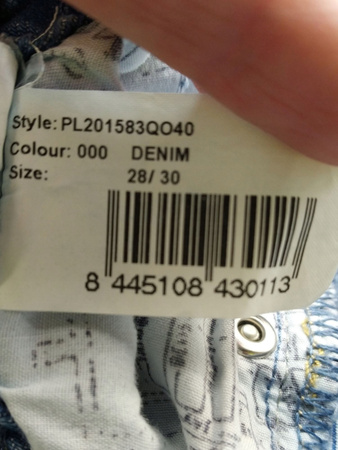 Style: PL201583QO40
Colour: 000 DENIM
Size: 28/ 30
8 445108 430113